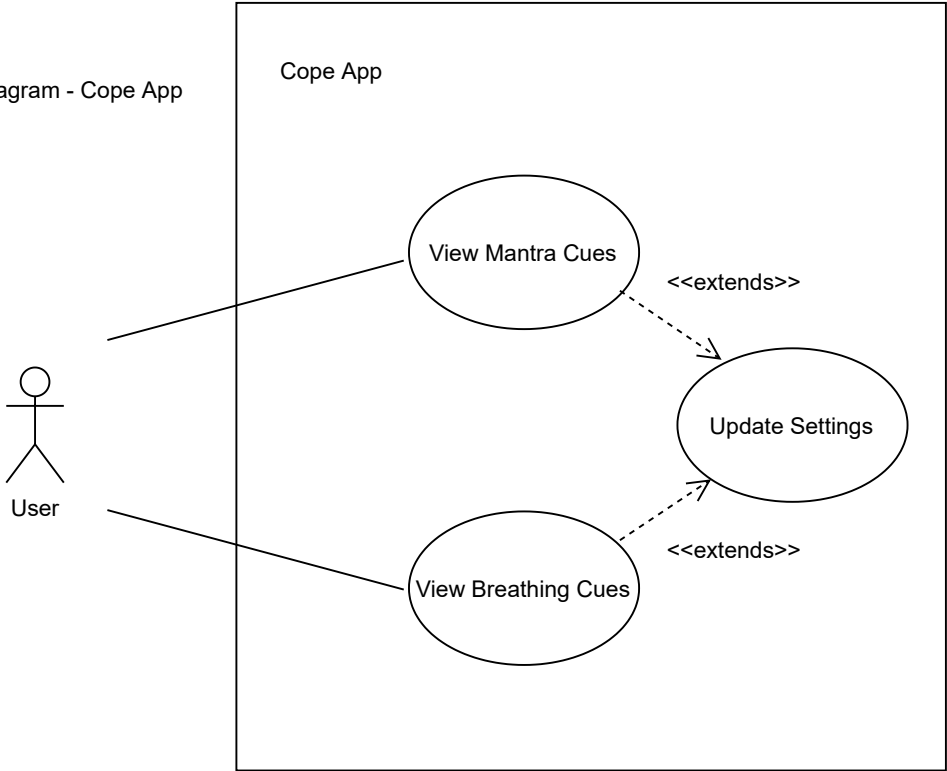 agram - Cope App
Cope App
View Mantra Cues
<<extends>>
Update Settings
User
<<extends>>
View Breathing Cues